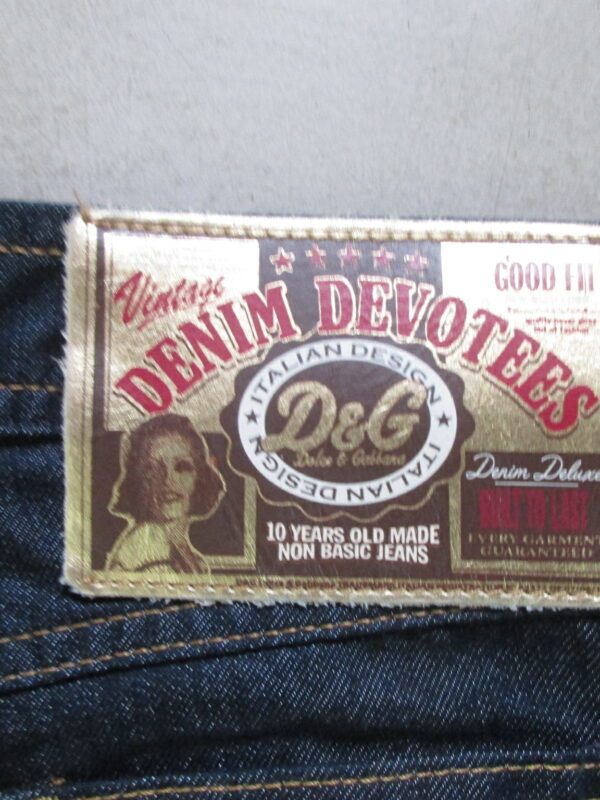 Vintage
DENIM DEVOTEES
GOOD
ITALIAN DESIGN
D&G
Dolce & Gabbana
ITALIAN DESIGN
10 YEARS OLD MADE
NON BASIC JEANS
Denim Deluxe
BUILT TO LAST
EVERY GARMENT
GUARANTEED